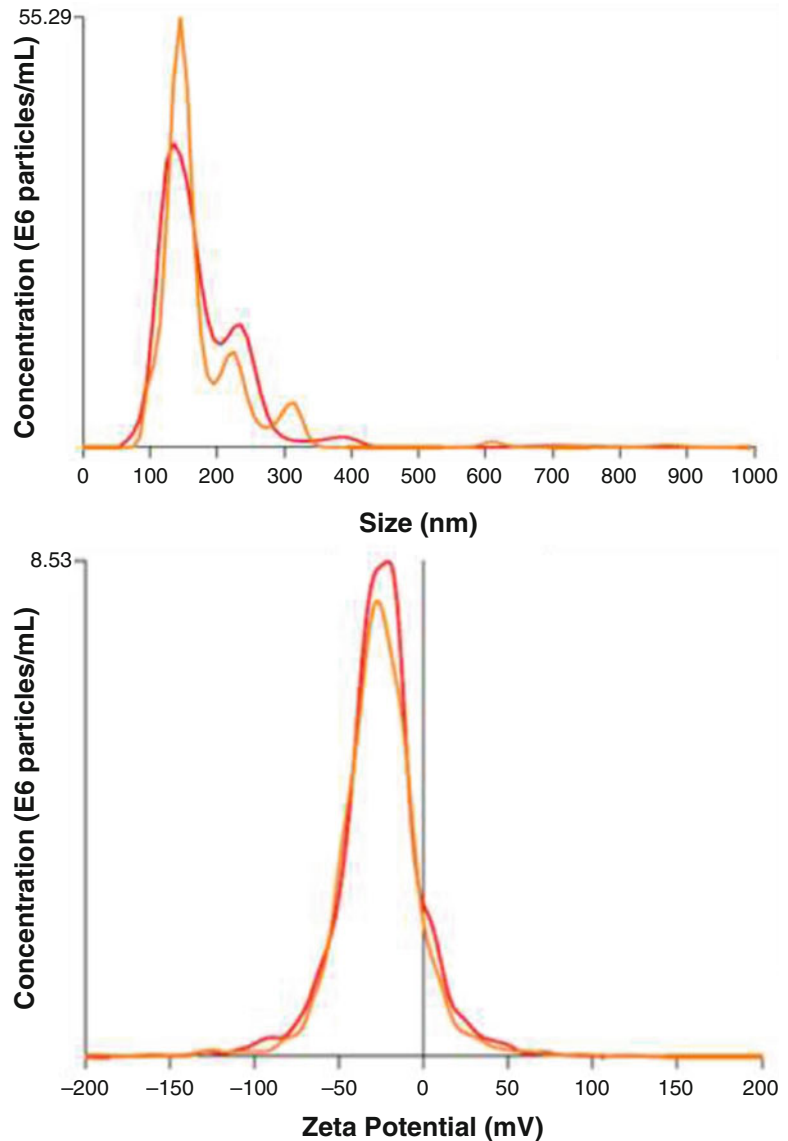 55.29
Concentration (E6 particles/mL)
0 100 200 300 400 500 600 700 800 900 1000
Size (nm)
8.53
Concentration (E6 particles/mL)
–200 –150 –100 –50 0 50 100 150 200
Zeta Potential (mV)